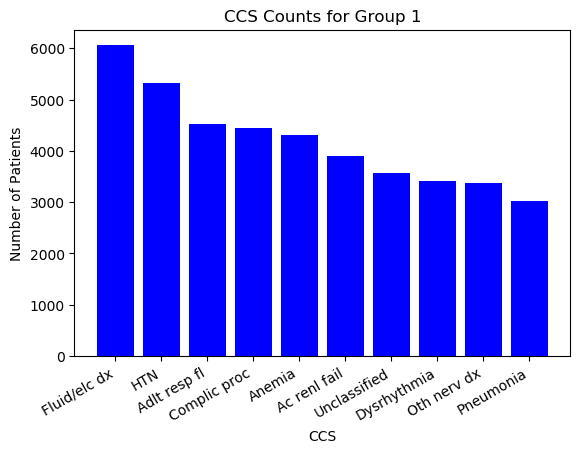 CCS Counts for Group 1
Number of Patients
6000
5000
4000
3000
2000
1000
0
Fluid/elc dx
HTN
Adlt resp fl
Complic proc
Anemia
Ac renl fail
Unclassified
Dysrhythmia
Oth nerv dx
Pneumonia
CCS